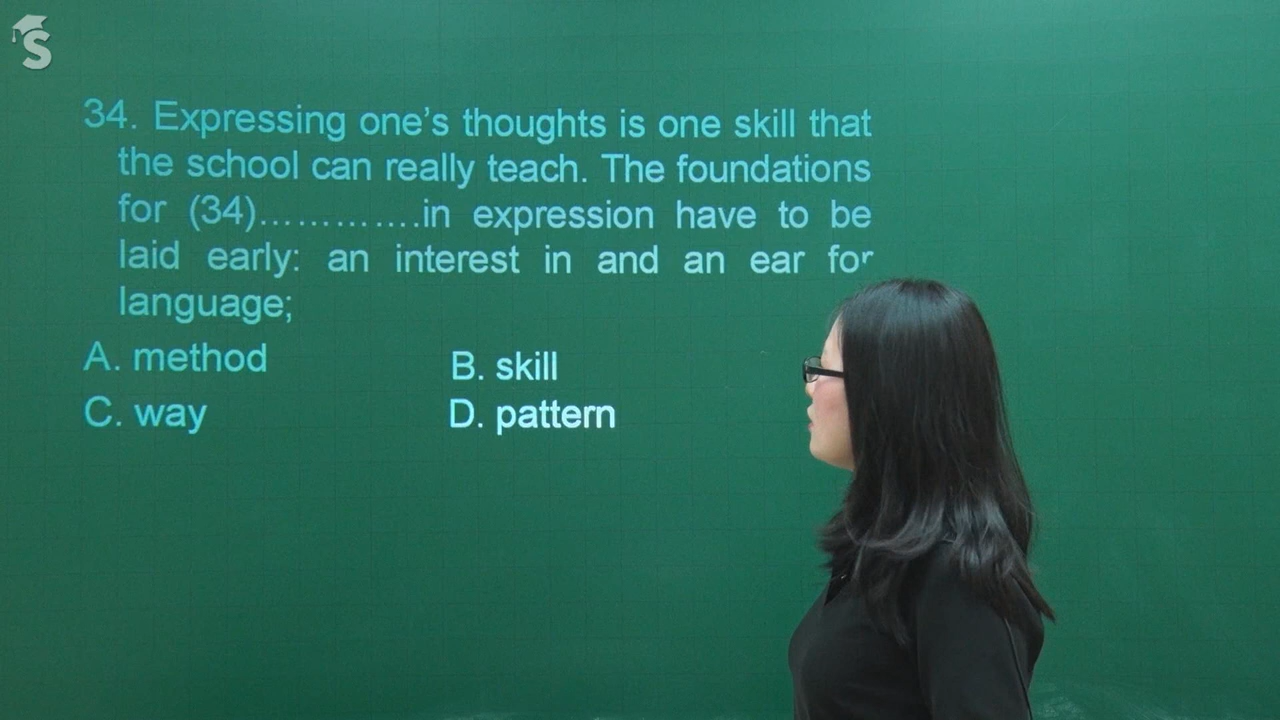 S
34. Expressing one's thoughts is one skill that
the school can really teach. The foundations
for (34).............in expression have to be
laid early: an interest in and an ear for
language;
A. method
B. skill
C. way
D. pattern